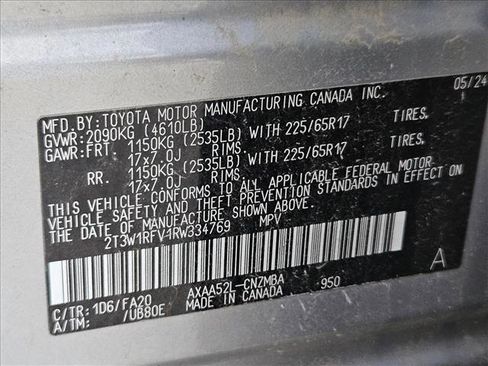 MFD. BY: TOYOTA MOTOR MANUFACTURING CANADA INC. 05/24
GVWR: 2090KG (4610LB)
GAWR: FRT 1150KG (2535LB) WITH 225/65R17 TIRES,
17x7.0J
RR. 1150KG (2535LB) WITH 225/65R17 TIRES,
17x7.0J
THIS VEHICLE CONFORMS TO ALL APPLICABLE FEDERAL MOTOR
VEHICLE SAFETY AND THEFT PREVENTION STANDARDS IN EFFECT ON
THE DATE OF MANUFACTURE SHOWN ABOVE.
2T3W1RFV1RW334769 MPV
C/TR: 1D6/FA20 AXAA52L-CNZMBA 950 A
A/TM: /UB80E MADE IN CANADA